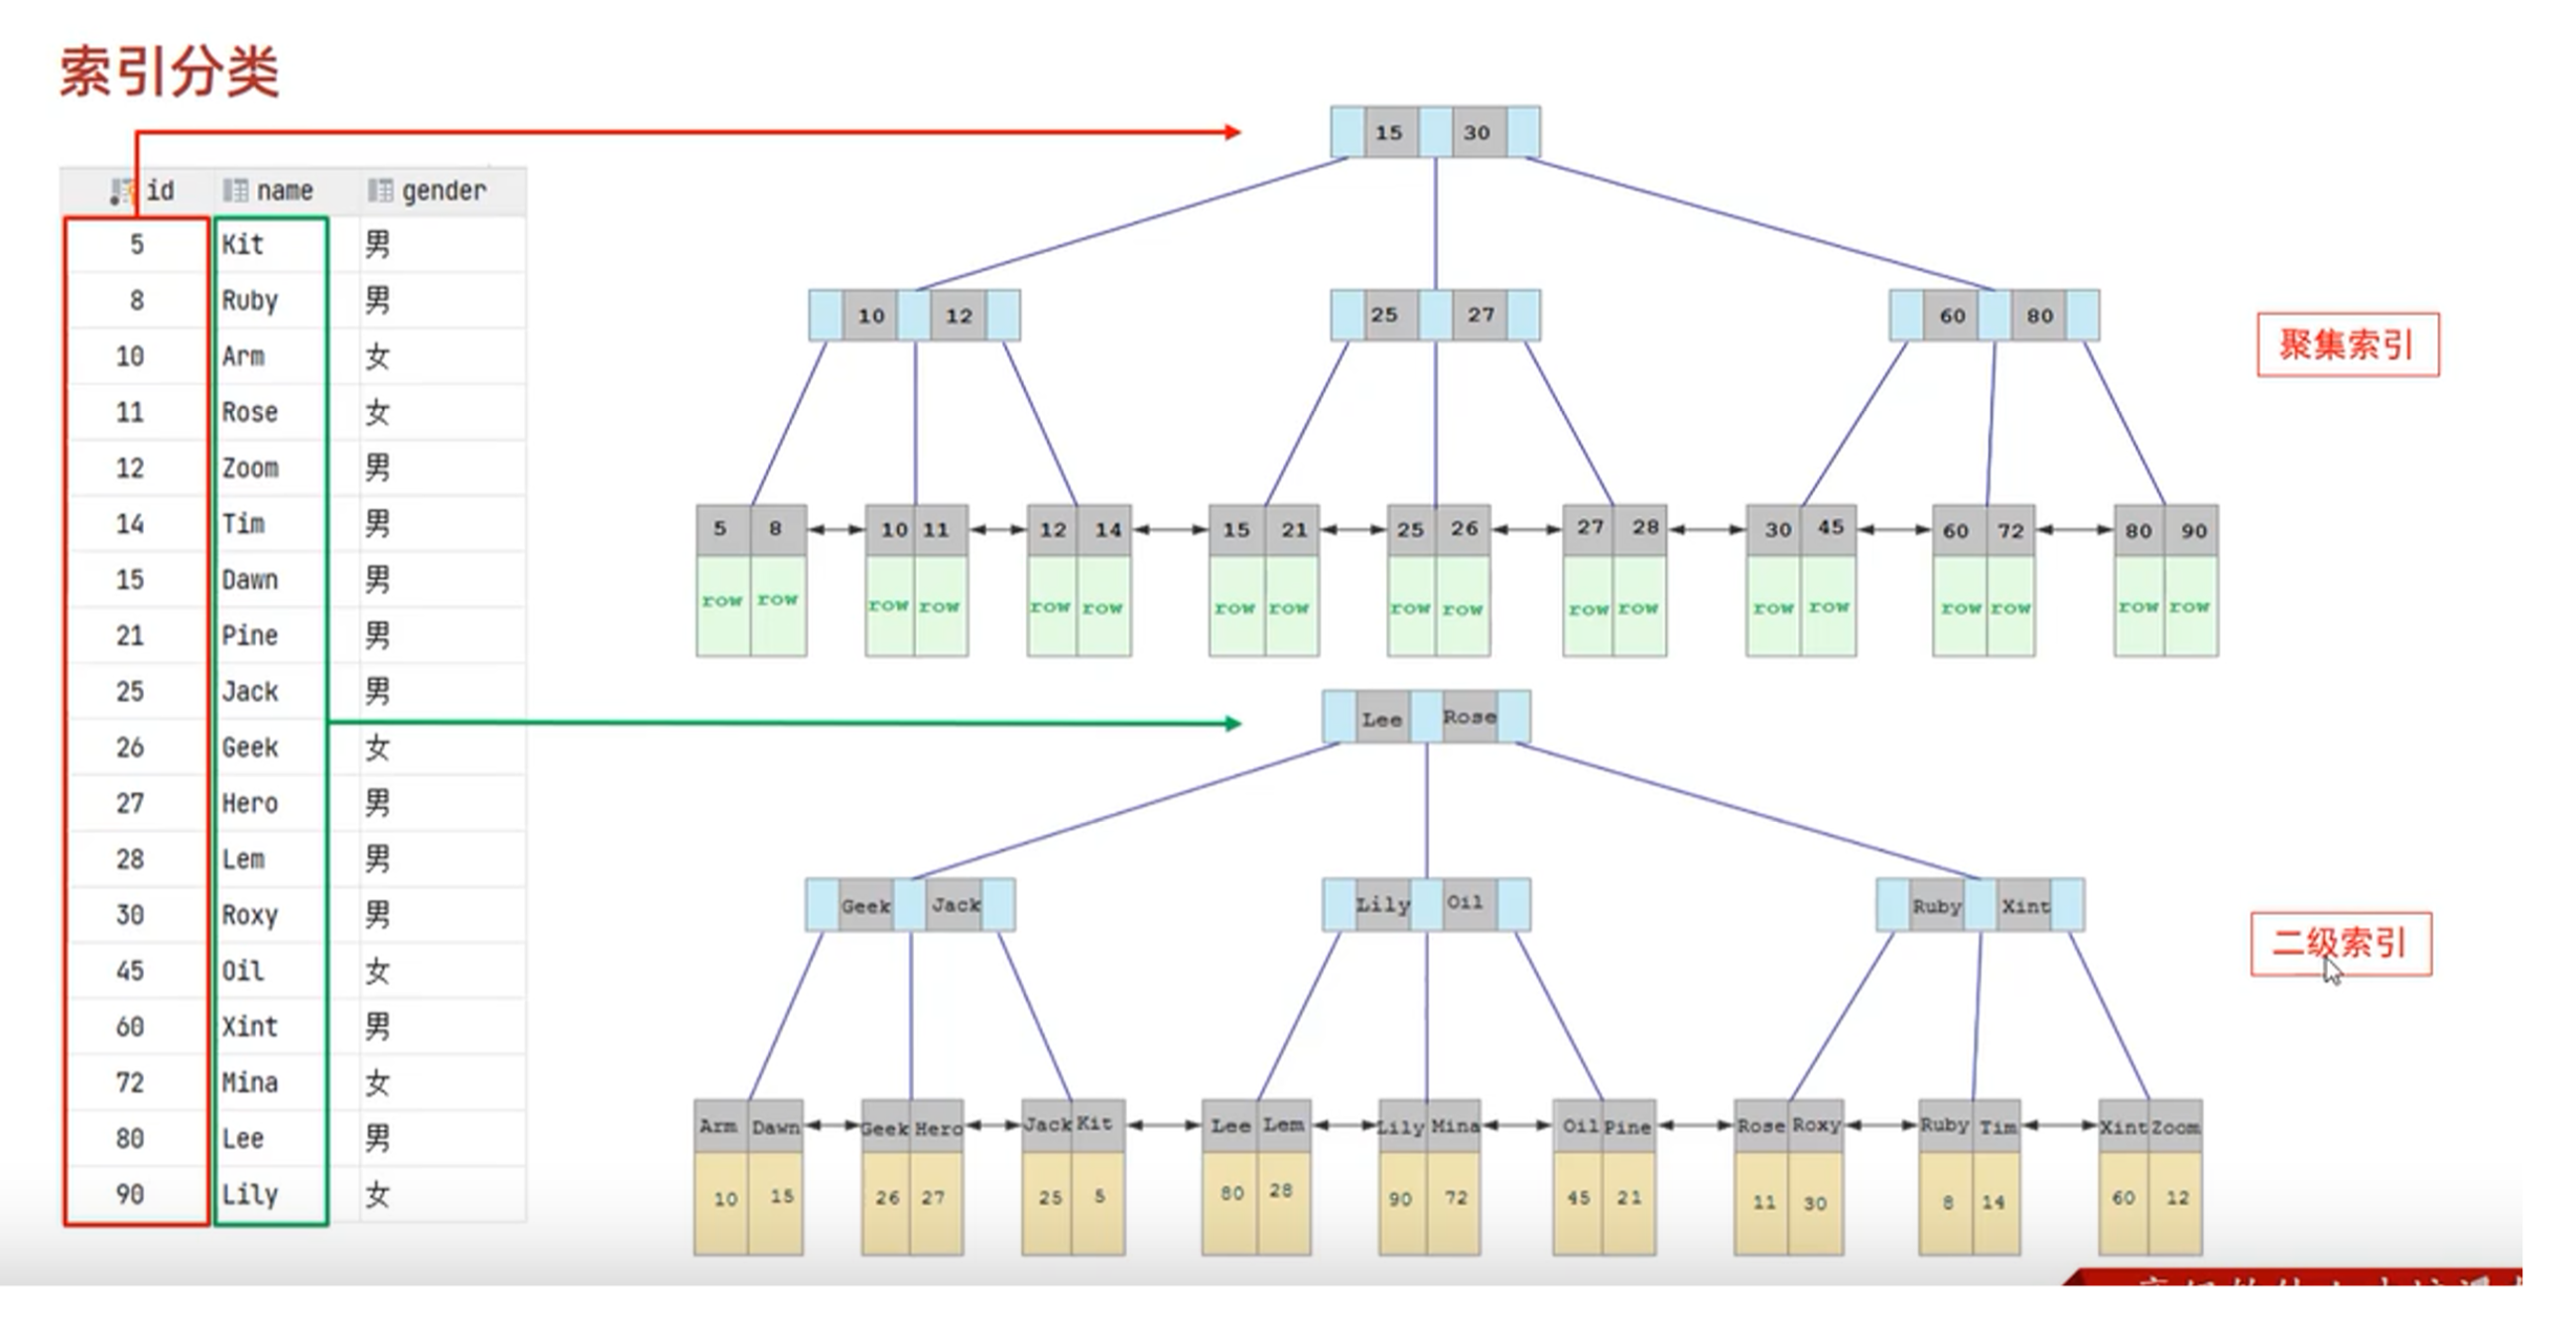 索引分类
id name gender
5 Kit 男
8 Ruby 男
10 Arm 女
11 Rose 女
12 Zoom 男
14 Tim 男
15 Dawn 男
21 Pine 男
25 Jack 男
26 Geek 女
27 Hero 男
28 Lem 男
30 Roxy 男
45 Oil 女
60 Xint 男
72 Mina 女
80 Lee 男
90 Lily 女
15 30
10 12 25 27 60 80
聚集索引
5 8 10 11 12 14 15 21 25 26 27 28 30 45 60 72 80 90
row row row row row row row row row row row row row row row row row row
Lee Rose
Geek Jack Lily Oil Ruby Xint
二级索引
Arm Dawn Geek Hero Jack Kit Lee Lem Lily Mina Oil Pine Rose Roxy Ruby Tim Xint Zoom
10 15 26 27 25 5 80 28 90 72 45 21 11 30 8 14 60 12